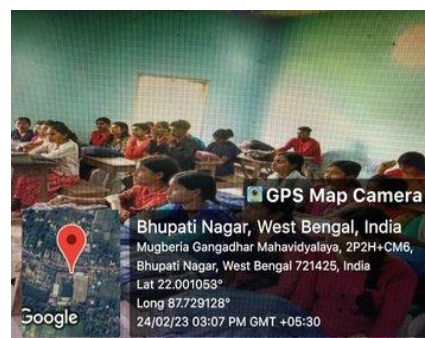 GPS Map Camera
Bhupati Nagar, West Bengal, India
Mugberia Gangadhar Mahavidyalaya, 2P2H+CM6,
Bhupati Nagar, West Bengal 721425, India
Lat 22.001053°
Long 87.729128°
24/02/23 03:07 PM GMT +05:30
Google